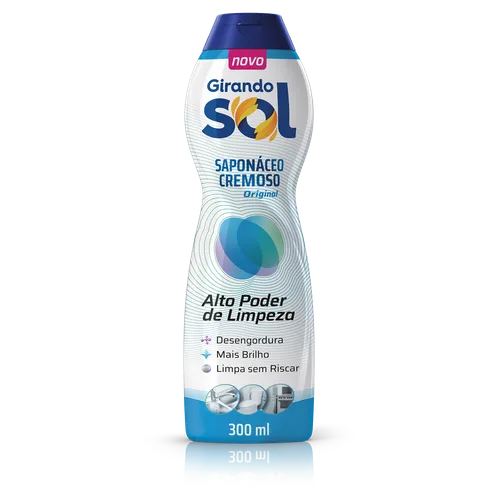 novo
Girando
SOL
SAPONÁCEO
CREMOSO
Original
Alto Poder
de Limpeza
Desengordura
Mais Brilho
Limpa sem Riscar
300 ml